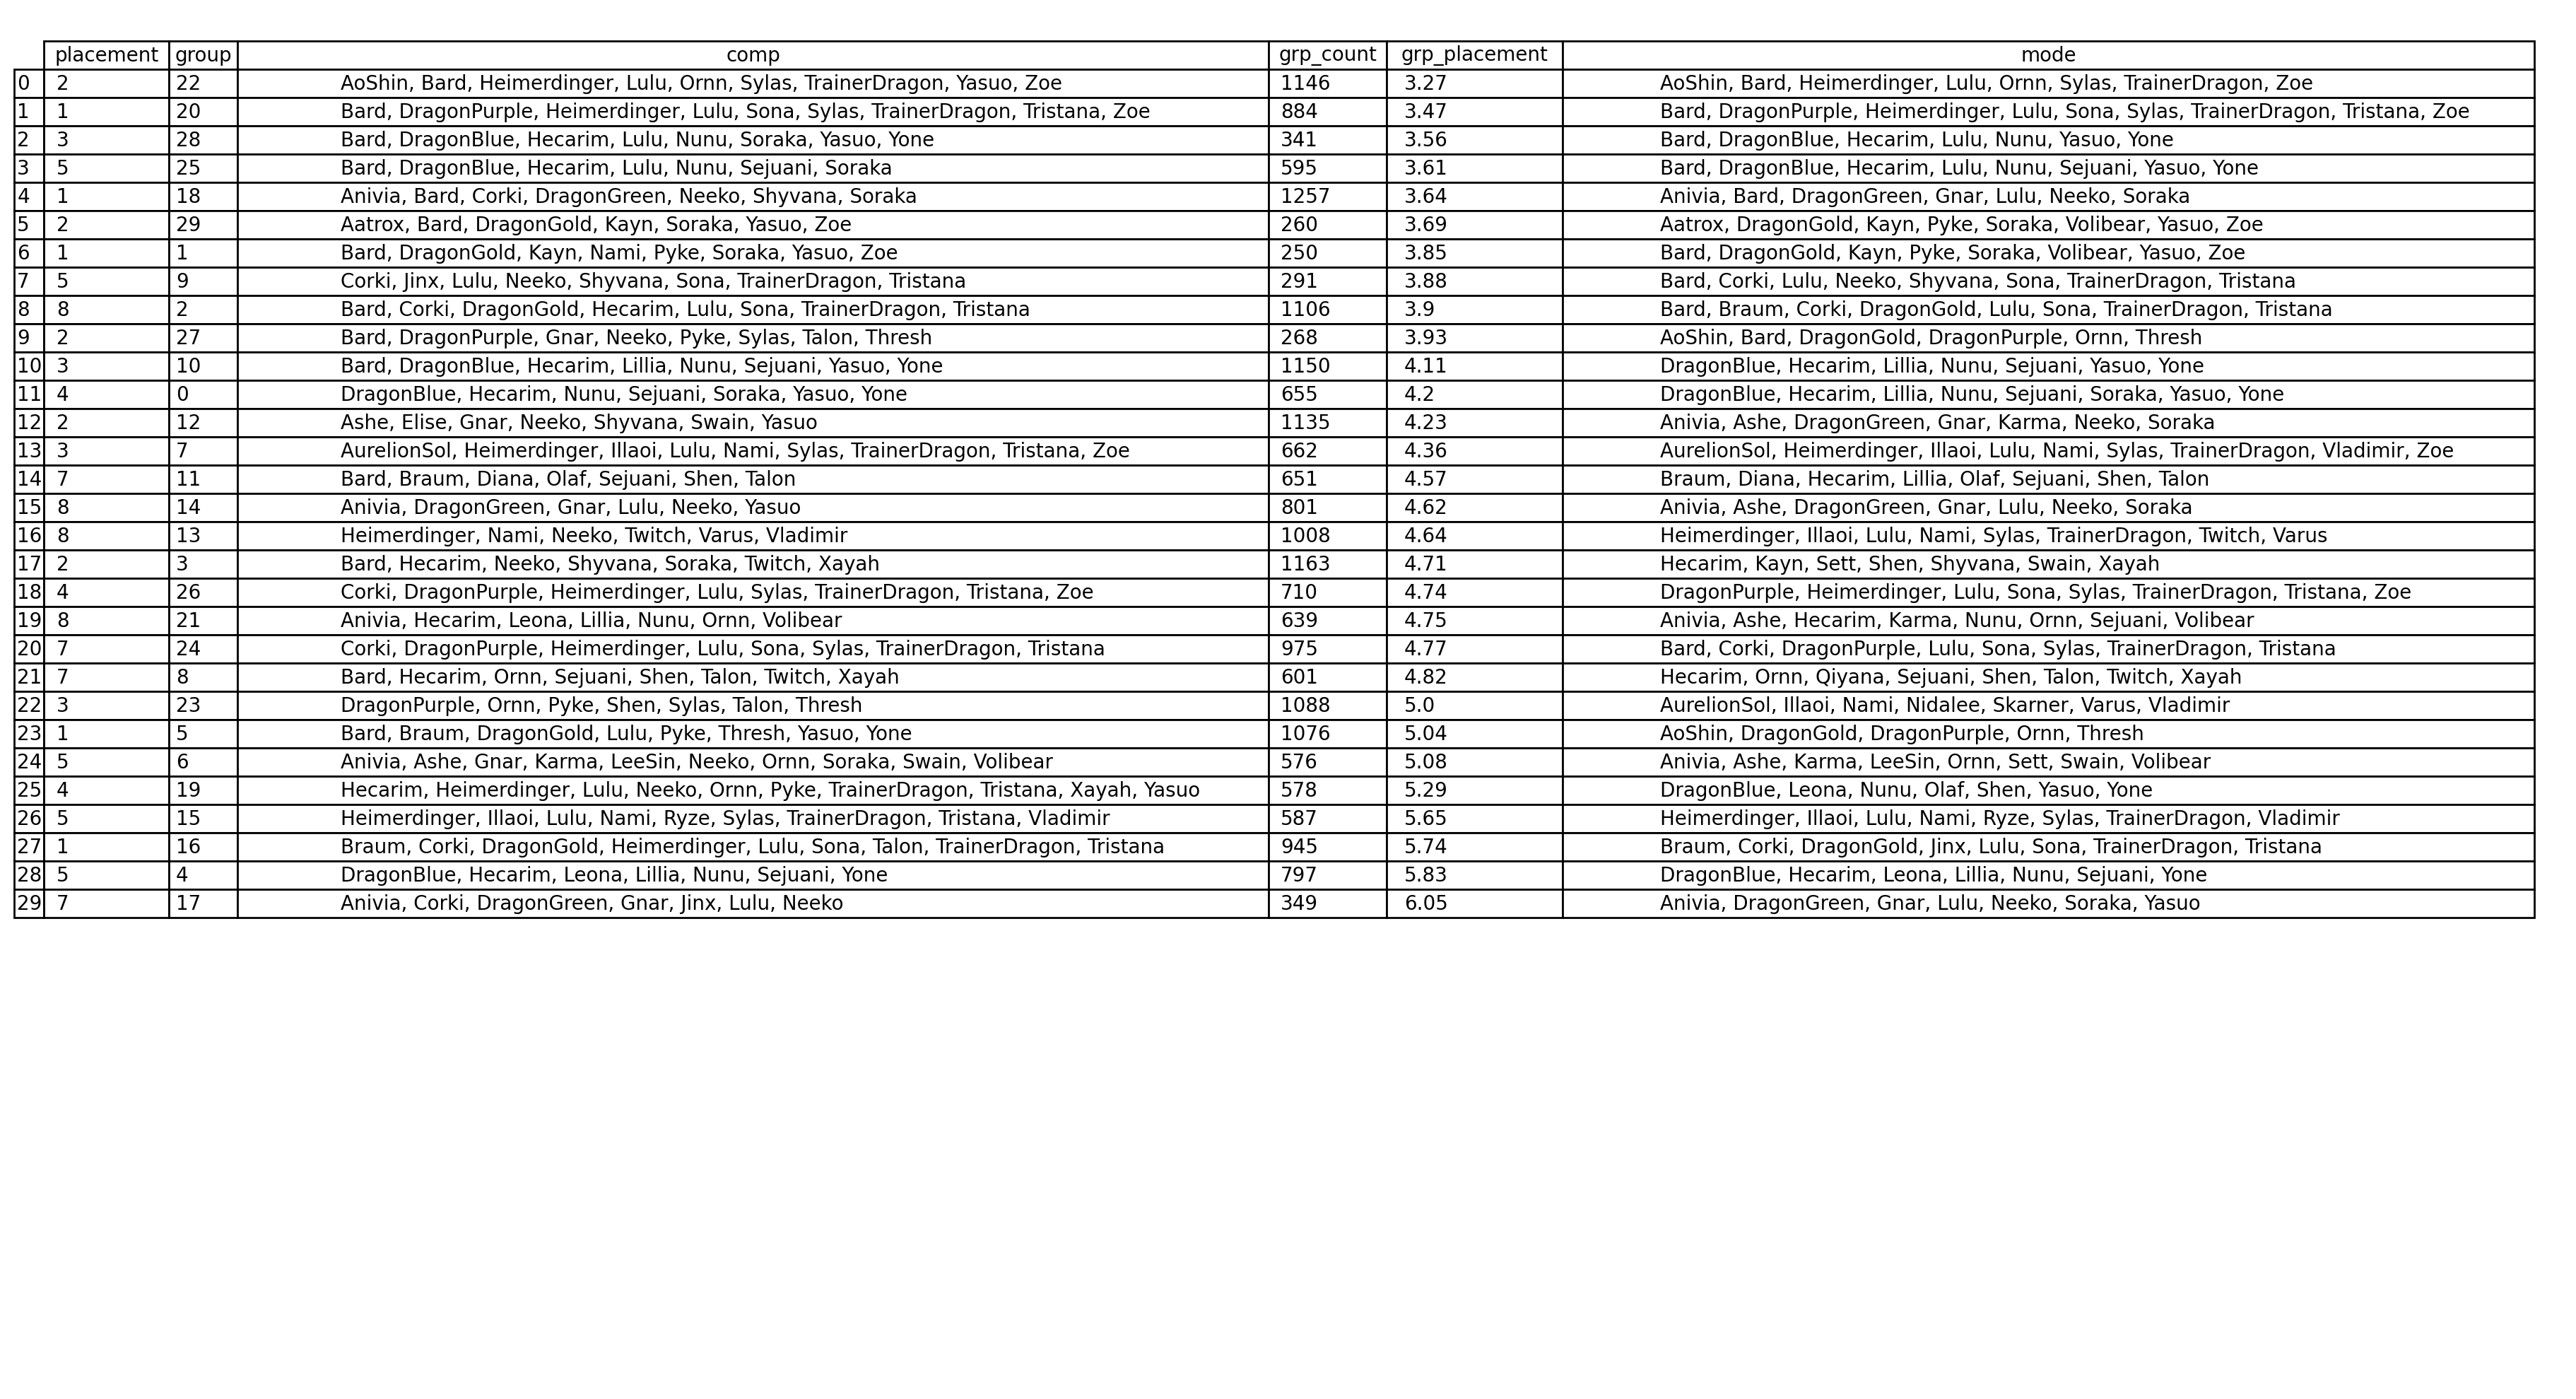 placement group comp grp_count grp_placement mode
0 2 22 AoShin, Bard, Heimerdinger, Lulu, Ornn, Sylas, TrainerDragon, Yasuo, Zoe 1146 3.27 AoShin, Bard, Heimerdinger, Lulu, Ornn, Sylas, TrainerDragon, Zoe
1 1 20 Bard, DragonPurple, Heimerdinger, Lulu, Sona, Sylas, TrainerDragon, Tristana, Zoe 884 3.47 Bard, DragonPurple, Heimerdinger, Lulu, Sona, Sylas, TrainerDragon, Tristana, Zoe
2 3 28 Bard, DragonBlue, Hecarim, Lulu, Nunu, Soraka, Yasuo, Yone 341 3.56 Bard, DragonBlue, Hecarim, Lulu, Nunu, Yasuo, Yone
3 5 25 Bard, DragonBlue, Hecarim, Lulu, Nunu, Sejuani, Soraka 595 3.61 Bard, DragonBlue, Hecarim, Lulu, Nunu, Sejuani, Yasuo, Yone
4 1 18 Anivia, Bard, Corki, DragonGreen, Neeko, Shyvana, Soraka 1257 3.64 Anivia, Bard, DragonGreen, Gnar, Lulu, Neeko, Soraka
5 2 29 Aatrox, Bard, DragonGold, Kayn, Soraka, Yasuo, Zoe 260 3.69 Aatrox, DragonGold, Kayn, Pyke, Soraka, Volibear, Yasuo, Zoe
6 1 1 Bard, DragonGold, Kayn, Nami, Pyke, Soraka, Yasuo, Zoe 250 3.85 Bard, DragonGold, Kayn, Pyke, Soraka, Volibear, Yasuo, Zoe
7 5 9 Corki, Jinx, Lulu, Neeko, Shyvana, Sona, TrainerDragon, Tristana 291 3.88 Bard, Corki, Lulu, Neeko, Shyvana, Sona, TrainerDragon, Tristana
8 8 2 Bard, Corki, DragonGold, Hecarim, Lulu, Sona, TrainerDragon, Tristana 1106 3.9 Bard, Braum, Corki, DragonGold, Lulu, Sona, TrainerDragon, Tristana
9 2 27 Bard, DragonPurple, Gnar, Neeko, Pyke, Sylas, Talon, Thresh 268 3.93 AoShin, Bard, DragonGold, DragonPurple, Ornn, Thresh
10 3 10 Bard, DragonBlue, Hecarim, Lillia, Nunu, Sejuani, Yasuo, Yone 1150 4.11 DragonBlue, Hecarim, Lillia, Nunu, Sejuani, Yasuo, Yone
11 4 0 DragonBlue, Hecarim, Nunu, Sejuani, Soraka, Yasuo, Yone 655 4.2 DragonBlue, Hecarim, Lillia, Nunu, Sejuani, Soraka, Yasuo, Yone
12 2 12 Ashe, Elise, Gnar, Neeko, Shyvana, Swain, Yasuo 1135 4.23 Anivia, Ashe, DragonGreen, Gnar, Karma, Neeko, Soraka
13 3 7 AurelionSol, Heimerdinger, Illaoi, Lulu, Nami, Sylas, TrainerDragon, Tristana, Zoe 662 4.36 AurelionSol, Heimerdinger, Illaoi, Lulu, Nami, Sylas, TrainerDragon, Vladimir, Zoe
14 7 11 Bard, Braum, Diana, Olaf, Sejuani, Shen, Talon 651 4.57 Braum, Diana, Hecarim, Lillia, Olaf, Sejuani, Shen, Talon
15 8 14 Anivia, DragonGreen, Gnar, Lulu, Neeko, Yasuo 801 4.62 Anivia, Ashe, DragonGreen, Gnar, Lulu, Neeko, Soraka
16 8 13 Heimerdinger, Nami, Neeko, Twitch, Varus, Vladimir 1008 4.64 Heimerdinger, Illaoi, Lulu, Nami, Sylas, TrainerDragon, Twitch, Varus
17 2 3 Bard, Hecarim, Neeko, Shyvana, Soraka, Twitch, Xayah 1163 4.71 Hecarim, Kayn, Sett, Shen, Shyvana, Swain, Xayah
18 4 26 Corki, DragonPurple, Heimerdinger, Lulu, Sylas, TrainerDragon, Tristana, Zoe 710 4.74 DragonPurple, Heimerdinger, Lulu, Sona, Sylas, TrainerDragon, Tristana, Zoe
19 8 21 Anivia, Hecarim, Leona, Lillia, Nunu, Ornn, Volibear 639 4.75 Anivia, Ashe, Hecarim, Karma, Nunu, Ornn, Sejuani, Volibear
20 7 24 Corki, DragonPurple, Heimerdinger, Lulu, Sona, Sylas, TrainerDragon, Tristana 975 4.77 Bard, Corki, DragonPurple, Lulu, Sona, Sylas, TrainerDragon, Tristana
21 7 8 Bard, Hecarim, Ornn, Sejuani, Shen, Talon, Twitch, Xayah 601 4.82 Hecarim, Ornn, Qiyana, Sejuani, Shen, Talon, Twitch, Xayah
22 3 23 DragonPurple, Ornn, Pyke, Shen, Sylas, Talon, Thresh 1088 5.0 AurelionSol, Illaoi, Nami, Nidalee, Skarner, Varus, Vladimir
23 1 5 Bard, Braum, DragonGold, Lulu, Pyke, Thresh, Yasuo, Yone 1076 5.04 AoShin, DragonGold, DragonPurple, Ornn, Thresh
24 5 6 Anivia, Ashe, Gnar, Karma, LeeSin, Neeko, Ornn, Soraka, Swain, Volibear 576 5.08 Anivia, Ashe, Karma, LeeSin, Ornn, Sett, Swain, Volibear
25 4 19 Hecarim, Heimerdinger, Lulu, Neeko, Ornn, Pyke, TrainerDragon, Tristana, Xayah, Yasuo 578 5.29 DragonBlue, Leona, Nunu, Olaf, Shen, Yasuo, Yone
26 5 15 Heimerdinger, Illaoi, Lulu, Nami, Ryze, Sylas, TrainerDragon, Tristana, Vladimir 587 5.65 Heimerdinger, Illaoi, Lulu, Nami, Ryze, Sylas, TrainerDragon, Vladimir
27 1 16 Braum, Corki, DragonGold, Heimerdinger, Lulu, Sona, Talon, TrainerDragon, Tristana 945 5.74 Braum, Corki, DragonGold, Jinx, Lulu, Sona, TrainerDragon, Tristana
28 5 4 DragonBlue, Hecarim, Leona, Lillia, Nunu, Sejuani, Yone 797 5.83 DragonBlue, Hecarim, Leona, Lillia, Nunu, Sejuani, Yone
29 7 17 Anivia, Corki, DragonGreen, Gnar, Jinx, Lulu, Neeko 349 6.05 Anivia, DragonGreen, Gnar, Lulu, Neeko, Soraka, Yasuo